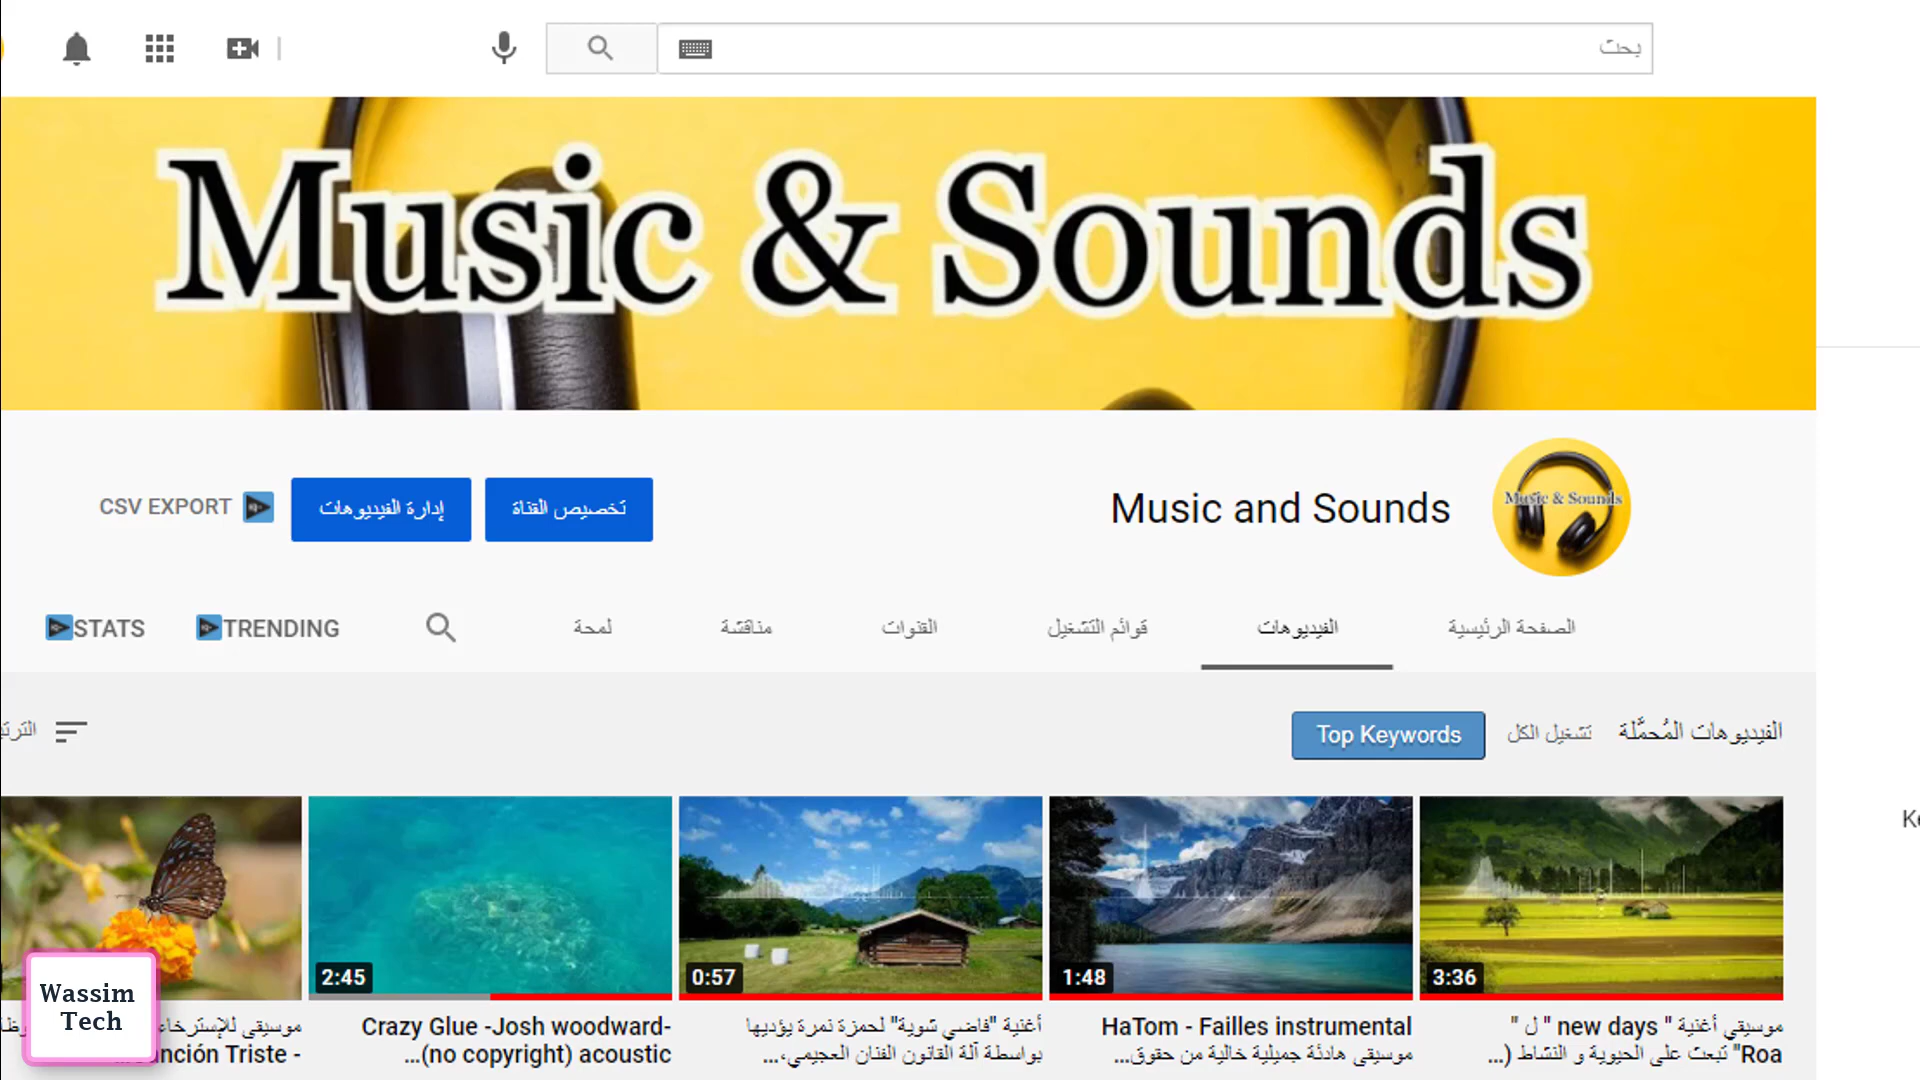 بحث
Music & Sounds
Music and Sounds
Music & Sounds
تخصيص القناة
إدارة الفيديوهات
CSV EXPORT
الصفحة الرئيسية
الفيديوهات
قوائم التشغيل
القنوات
مناقشة
لمحة
TRENDING
STATS
الفيديوهات المُحمَّلة
تشغيل الكل
Top Keywords
3:36
1:48
0:57
2:45
موسيقي أغنية " new days " ل "
Roa" تبعث على الحيوية و النشاط (...
HaTom - Failles instrumental
موسيقى هادئة جميلية خالية من حقوق...
أغنية "فاضي شوية" لحمزة نمرة يؤديها
بواسطة آلة القانون الفنان العجيمي،...
Crazy Glue -Josh woodward-
(no copyright) acoustic...
موسيقى للإسترخاء
Triste -
Wassim
Tech